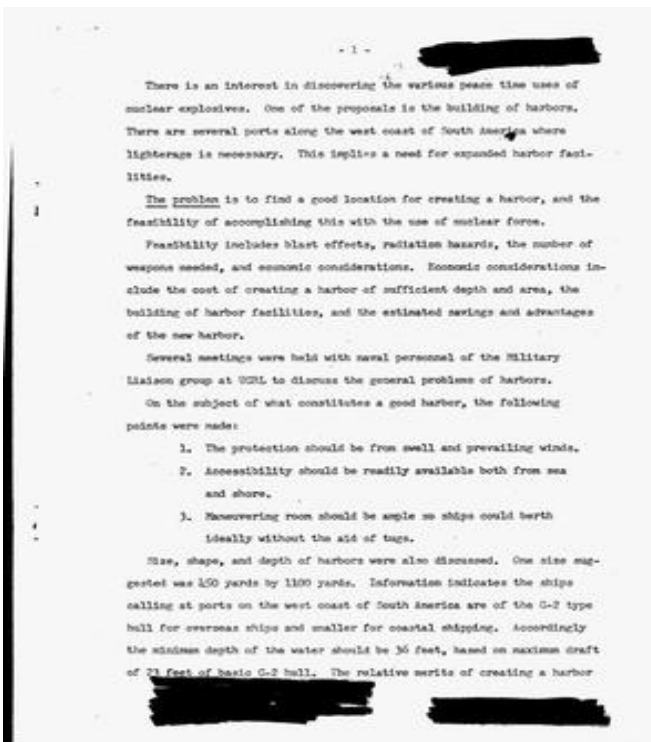 - 1 -
There is an interest in discovering the various peace time uses of
nuclear explosives. One of the proposals is the building of harbors.
There are several ports along the west coast of South America where
lighterage is necessary. This implies a need for expanded harbor faci-
lities.
The problem is to find a good location for creating a harbor, and the
feasibility of accomplishing this with the use of nuclear force.
Feasibility includes blast effects, radiation hazards, the number of
weapons needed, and economic considerations. Economic considerations in-
clude the cost of creating a harbor of sufficient depth and area, the
building of harbor facilities, and the estimated savings and advantages
of the new harbor.
Several meetings were held with naval personnel of the Military
Liaison group at UCRL to discuss the general problems of harbors.
On the subject of what constitutes a good harbor, the following
points were made:
1. The protection should be from swell and prevailing winds.
2. Accessibility should be readily available both from sea
and shore.
3. Maneuvering room should be ample so ships could berth
ideally without the aid of tugs.
Size, shape, and depth of harbors were also discussed. One size sug-
gested was 450 yards by 1100 yards. Information indicates the ships
calling at ports on the west coast of South America are of the C-2 type
hull for overseas ships and smaller for coastal shipping. Accordingly
the minimum depth of the water should be 36 feet, based on maximum draft
of 23 feet of basic C-2 hull. The relative merits of creating a harbor